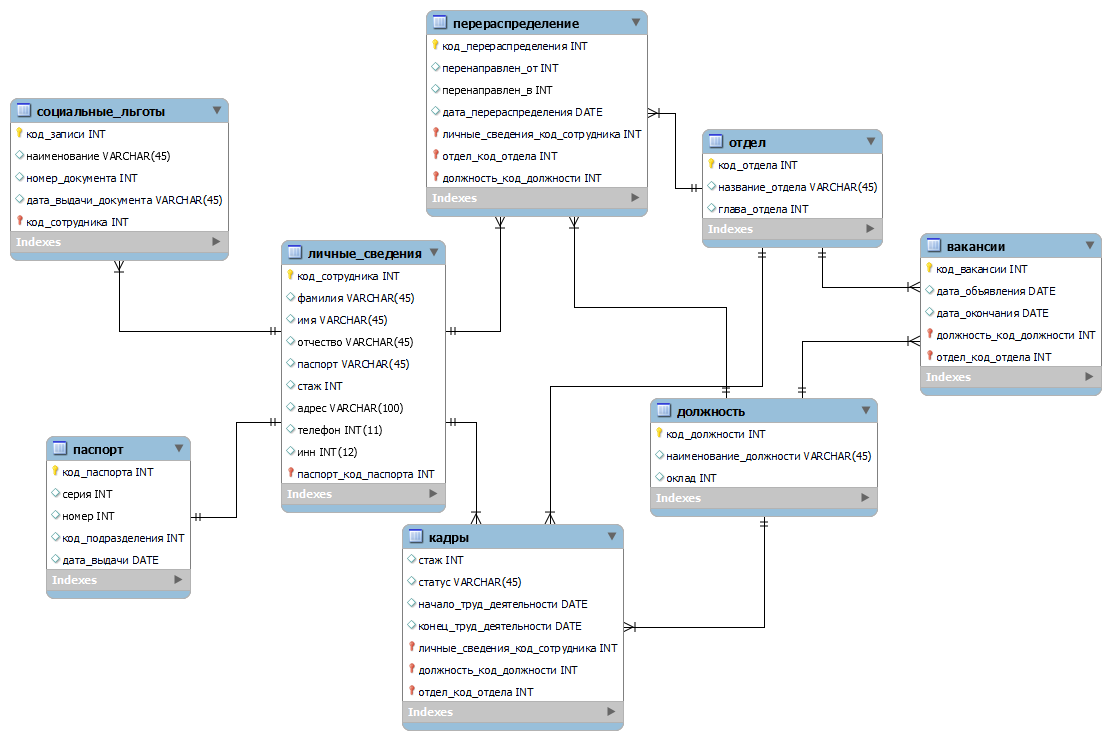 перераспределение
код_перераспределения INT
перенаправлен_от INT
перенаправлен_в INT
дата_перераспределения DATE
личные_сведения_код_сотрудника INT
отдел_код_отдела INT
должность_код_должности INT
Indexes
социальные_льготы
код_записи INT
наименование VARCHAR(45)
номер_документа INT
дата_выдачи_документа VARCHAR(45)
код_сотрудника INT
Indexes
отдел
код_отдела INT
название_отдела VARCHAR(45)
глава_отдела INT
Indexes
вакансии
код_вакансии INT
дата_объявления DATE
дата_окончания DATE
должность_код_должности INT
отдел_код_отдела INT
Indexes
личные_сведения
код_сотрудника INT
фамилия VARCHAR(45)
имя VARCHAR(45)
отчество VARCHAR(45)
паспорт VARCHAR(45)
стаж INT
адрес VARCHAR(100)
телефон INT(11)
инн INT(12)
паспорт_код_паспорта INT
Indexes
должность
код_должности INT
наименование_должности VARCHAR(45)
оклад INT
Indexes
паспорт
код_паспорта INT
серия INT
номер INT
код_подразделения INT
дата_выдачи DATE
Indexes
кадры
стаж INT
статус VARCHAR(45)
начало_труд_деятельности DATE
конец_труд_деятельности DATE
личные_сведения_код_сотрудника INT
должность_код_должности INT
отдел_код_отдела INT
Indexes